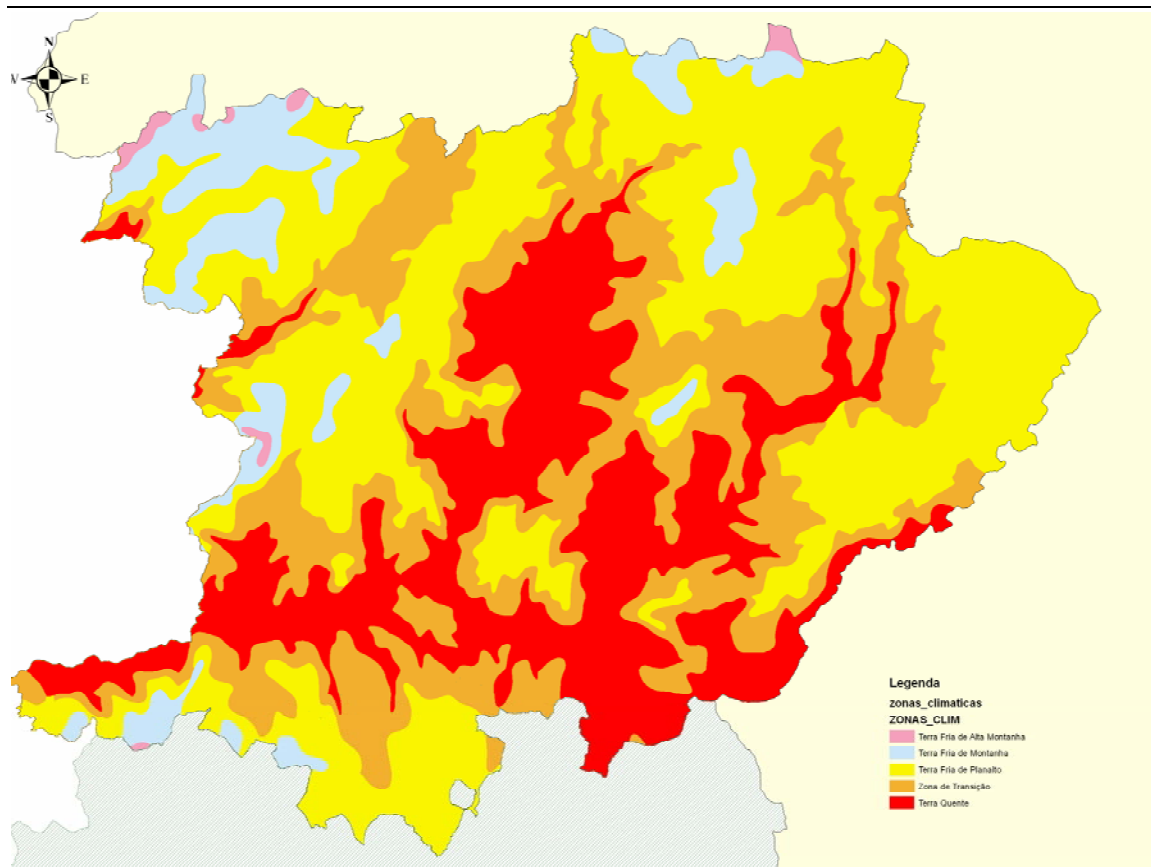 N
W E
S
Legenda
zonas_climaticas
ZONAS_CLIM
Terra Fria de Alta Montanha
Terra Fria de Montanha
Terra Fria de Planalto
Zona de Transição
Terra Quente